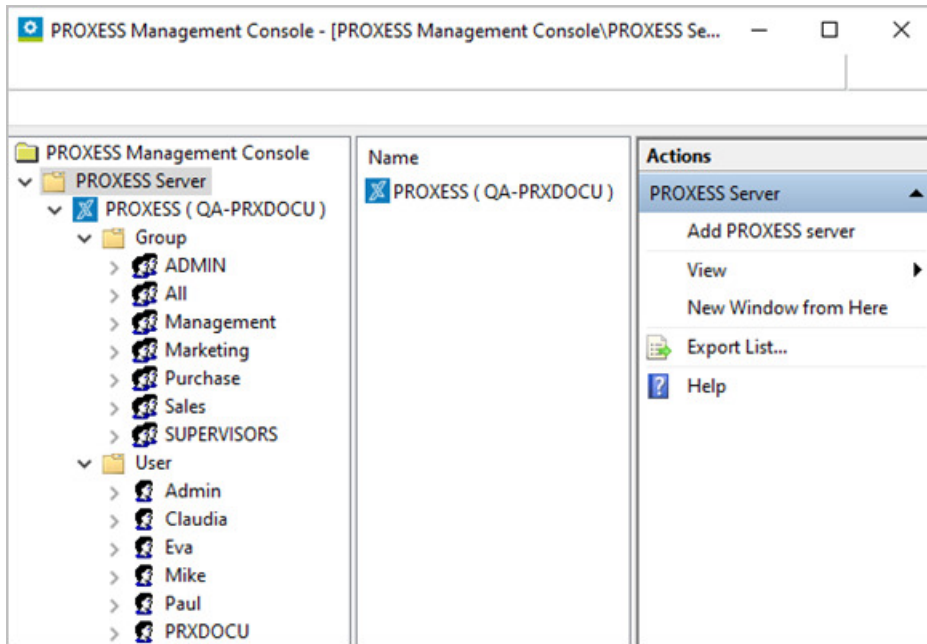 PROXESS Management Console - [PROXESS Management Console\PROXESS Se...
PROXESS Management Console
PROXESS Server
PROXESS ( QA-PRXDOCU )
Group
ADMIN
All
Management
Marketing
Purchase
Sales
SUPERVISORS
User
Admin
Claudia
Eva
Mike
Paul
PRXDOCU
Name
PROXESS ( QA-PRXDOCU )
Actions
PROXESS Server
Add PROXESS server
View
New Window from Here
Export List...
Help